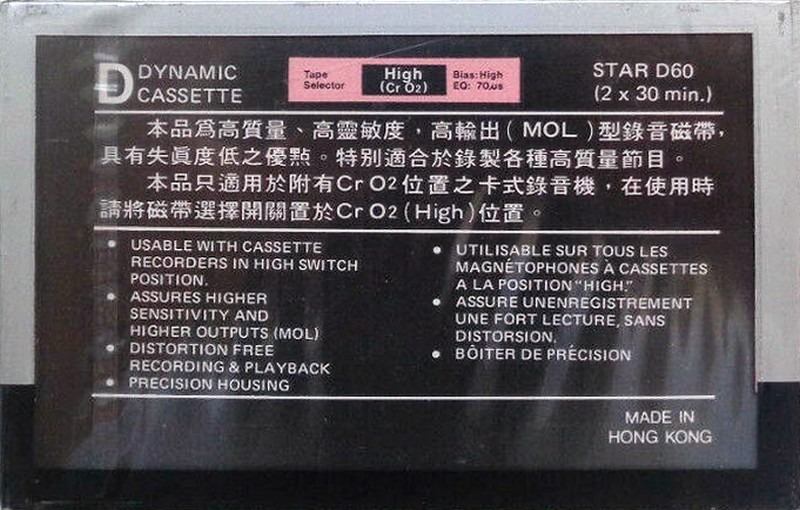 D DYNAMIC
CASSETTE
Tape
Selector
High
(Cr O2)
Bias: High
EQ: 70µs
STAR D60
(2 x 30 min.)
本品爲高質量、高靈敏度，高輸出（MOL）型錄音磁帶，
具有失眞度低之優點。特别適合於錄製各種高質量節目。
本品只適用於附有Cr O2位置之卡式錄音機，在使用時
請將磁帶選擇開關置於Cr O2（High）位置。
• USABLE WITH CASSETTE
RECORDERS IN HIGH SWITCH
POSITION.
• ASSURES HIGHER
SENSITIVITY AND
HIGHER OUTPUTS (MOL)
• DISTORTION FREE
RECORDING & PLAYBACK
• PRECISION HOUSING
• UTILISABLE SUR TOUS LES
MAGNÉTOPHONES À CASSETTES
A LA POSITION "HIGH."
• ASSURE UNENREGISTREMENT
UNE FORT LECTURE, SANS
DISTORSION.
• BÔITER DE PRÉCISION
MADE IN
HONG KONG